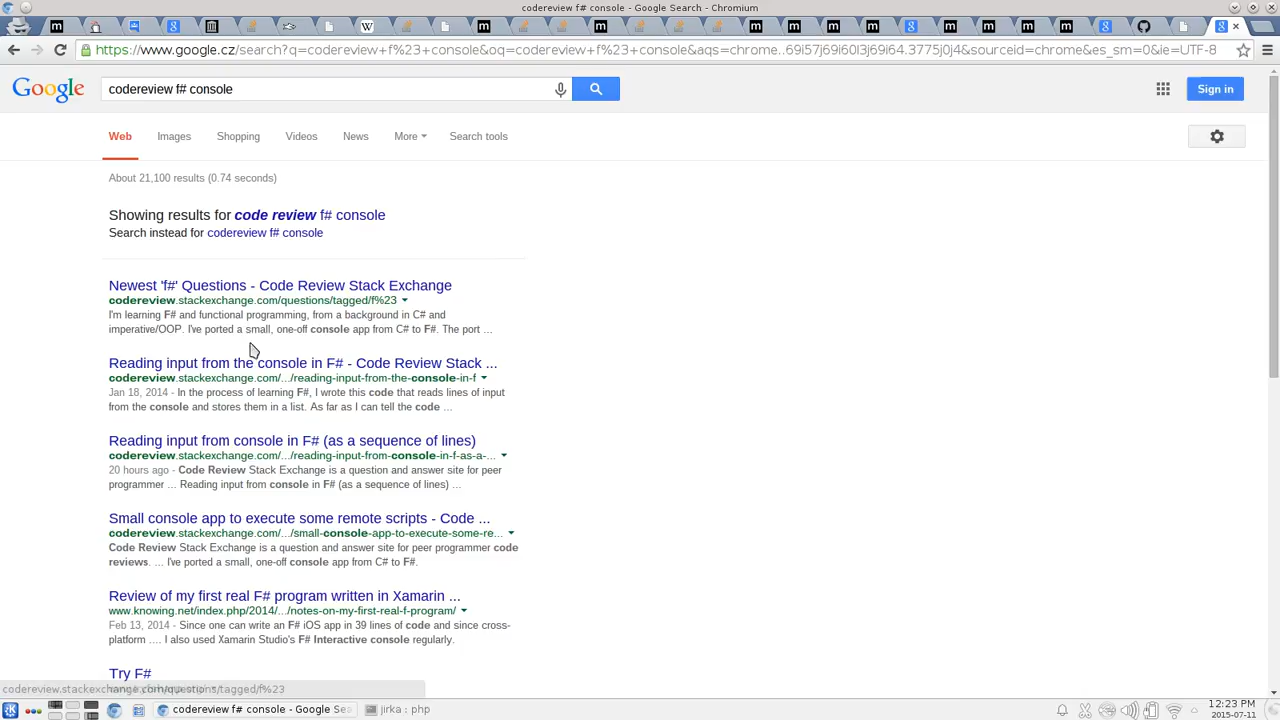 codereview f# console - Google Search - Chromium
https://www.google.cz/search?q=codereview+f%23+console&oq=codereview+f%23+console&aqs=chrome..69i57j69i60l3j69i64.3775j0j4&sourceid=chrome&es_sm=0&ie=UTF-8
Google
codereview f# console
Sign in
Web Images Shopping Videos News More Search tools
About 21,100 results (0.74 seconds)
Showing results for code review f# console
Search instead for codereview f# console
Newest 'f#' Questions - Code Review Stack Exchange
codereview.stackexchange.com/questions/tagged/f%23
I'm learning F# and functional programming, from a background in C# and
imperative/OOP. I've ported a small, one-off console app from C# to F#. The port ...
Reading input from the console in F# - Code Review Stack ...
codereview.stackexchange.com/.../reading-input-from-the-console-in-f
Jan 18, 2014 - In the process of learning F#, I wrote this code that reads lines of input
from the console and stores them in a list. As far as I can tell the code ...
Reading input from console in F# (as a sequence of lines)
codereview.stackexchange.com/.../reading-input-from-console-in-f-as-a-...
20 hours ago - Code Review Stack Exchange is a question and answer site for peer
programmer ... Reading input from console in F# (as a sequence of lines) ...
Small console app to execute some remote scripts - Code ...
codereview.stackexchange.com/.../small-console-app-to-execute-some-re...
Code Review Stack Exchange is a question and answer site for peer programmer code
reviews. ... I've ported a small, one-off console app from C# to F#.
Review of my first real F# program written in Xamarin ...
www.knowing.net/index.php/2014/.../notes-on-my-first-real-f-program/
Feb 13, 2014 - Since one can write an F# iOS app in 39 lines of code and since cross-
platform .... I also used Xamarin Studio's F# Interactive console regularly.
Try F#
codereview.stackexchange.com/questions/tagged/f%23
codereview f# console - Google Sea
jirka : php
12:23 PM
2015-07-11